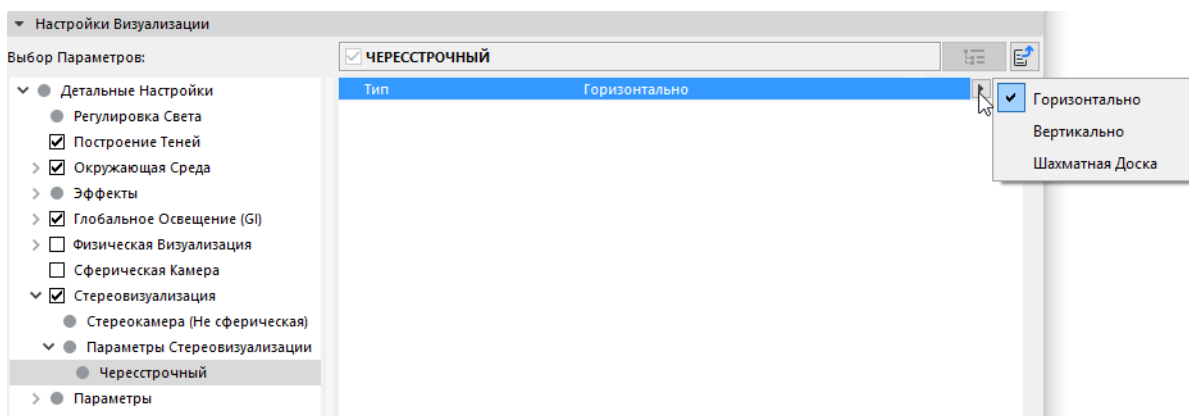 Настройки Визуализации
Выбор Параметров:
ЧЕРЕССТРОЧНЫЙ
Детальные Настройки
Регулировка Света
Построение Теней
Окружающая Среда
Эффекты
Глобальное Освещение (GI)
Физическая Визуализация
Сферическая Камера
Стереовизуализация
Стереокамера (Не сферическая)
Параметры Стереовизуализации
Чересстрочный
Параметры
Тип Горизонтально
Горизонтально
Вертикально
Шахматная Доска